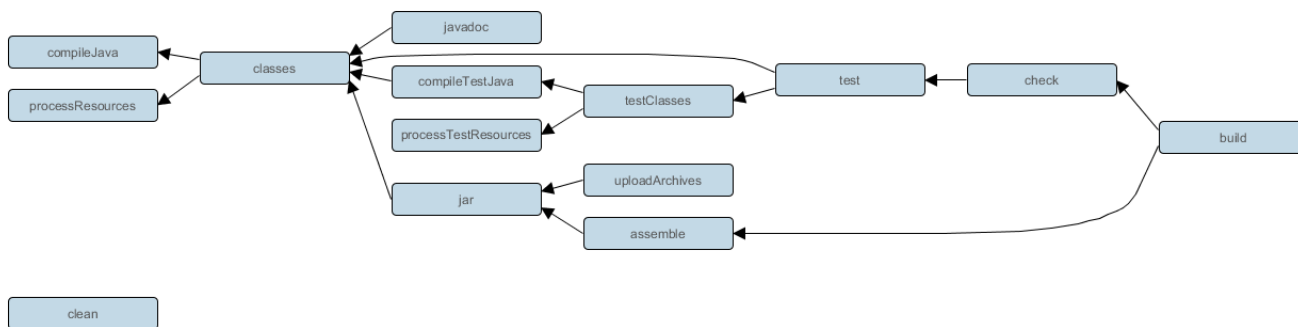 javadoc
compileJava
classes
compileTestJava
test
check
processResources
testClasses
processTestResources
build
uploadArchives
jar
assemble
clean